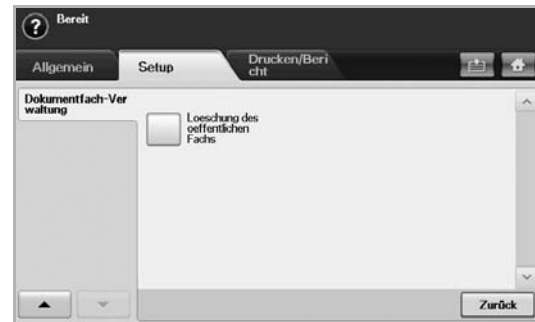 Bereit
Allgemein
Setup
Drucken/Beri
cht
Dokumentfach-Ver
waltung
Loeschung des
oeffentlichen
Fachs
Zurück